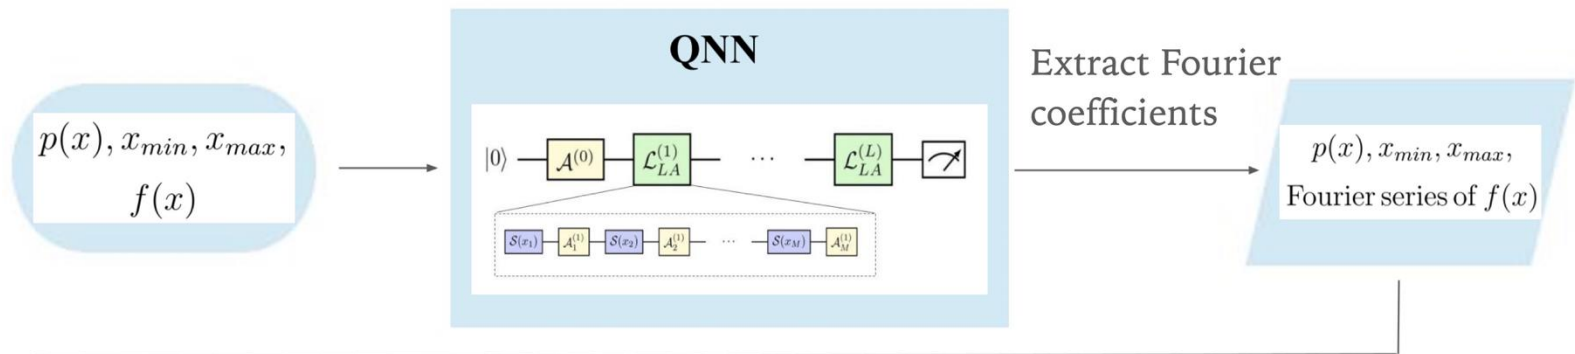 p(x), x_{min}, x_{max},
f(x)
QNN
|0⟩ A^{(0)} L_{LA}^{(1)} ... L_{LA}^{(L)}
S(x_1) A_1^{(1)} S(x_2) A_2^{(1)} ... S(x_M) A_M^{(1)}
Extract Fourier
coefficients
p(x), x_{min}, x_{max},
Fourier series of f(x)